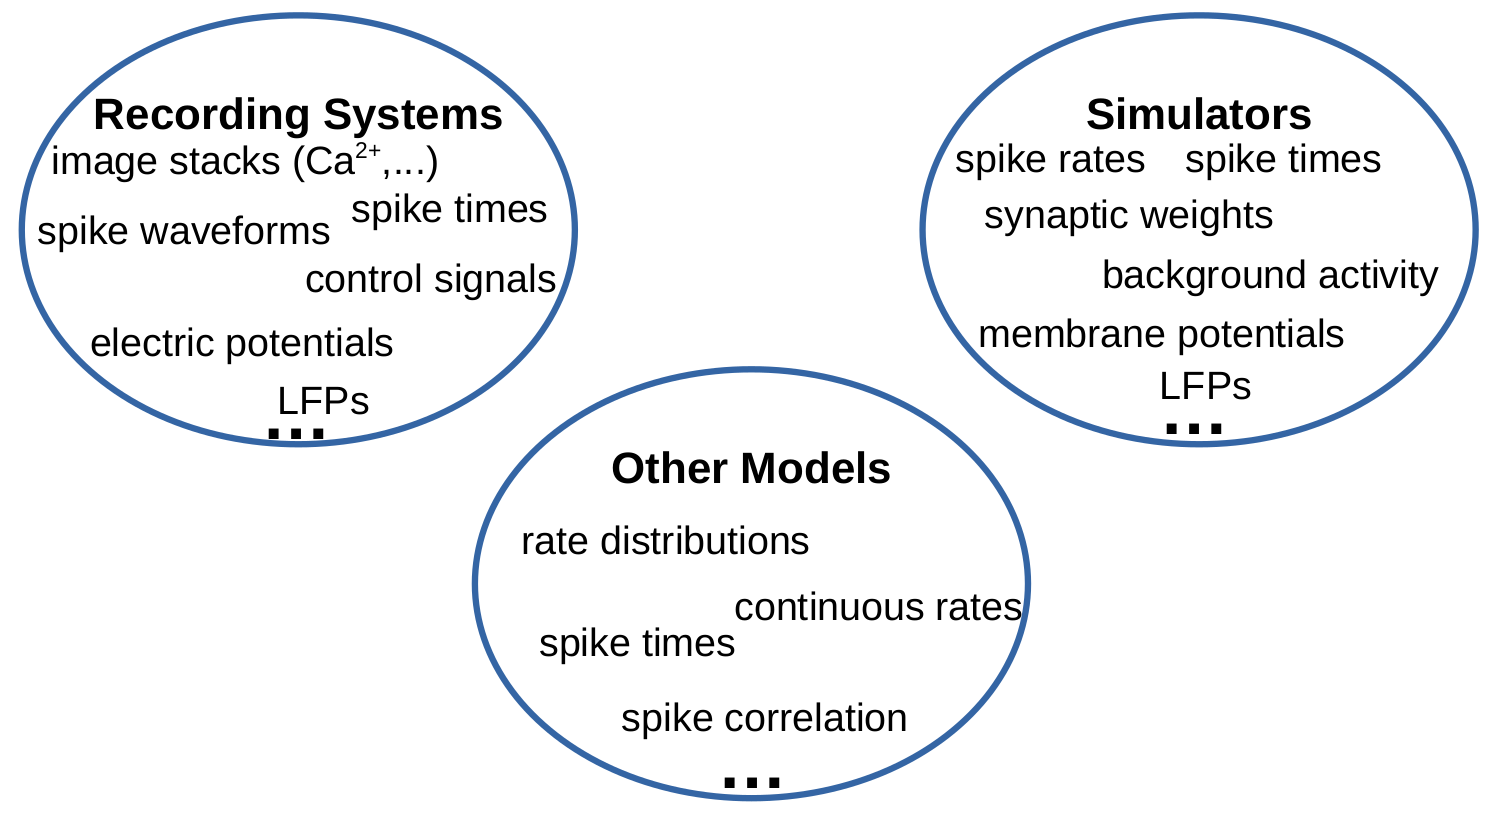 Recording Systems
image stacks (Ca²⁺,...)
spike times
spike waveforms
control signals
electric potentials
LFPs
...
Simulators
spike rates spike times
synaptic weights
background activity
membrane potentials
LFPs
...
Other Models
rate distributions
continuous rates
spike times
spike correlation
...